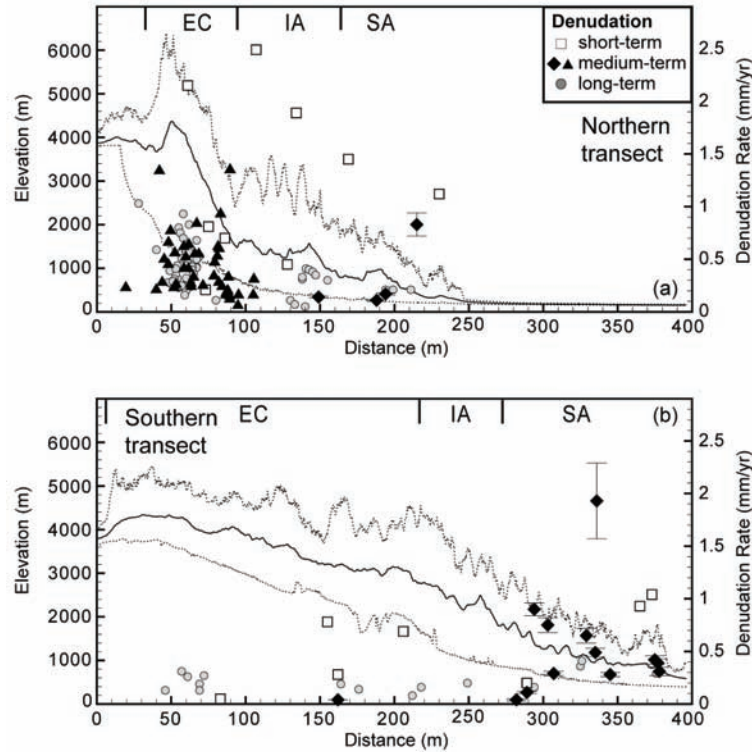 EC IA SA
Denudation
short-term
medium-term
long-term
Northern transect
(a)
Elevation (m)
6000
5000
4000
3000
2000
1000
0
Denudation Rate (mm/yr)
2.5
2
1.5
1
0.5
0
0 50 100 150 200 250 300 350 400
Distance (m)
EC IA SA
(b)
Southern transect
Elevation (m)
6000
5000
4000
3000
2000
1000
0
Denudation Rate (mm/yr)
2.5
2
1.5
1
0.5
0
0 50 100 150 200 250 300 350 400
Distance (m)